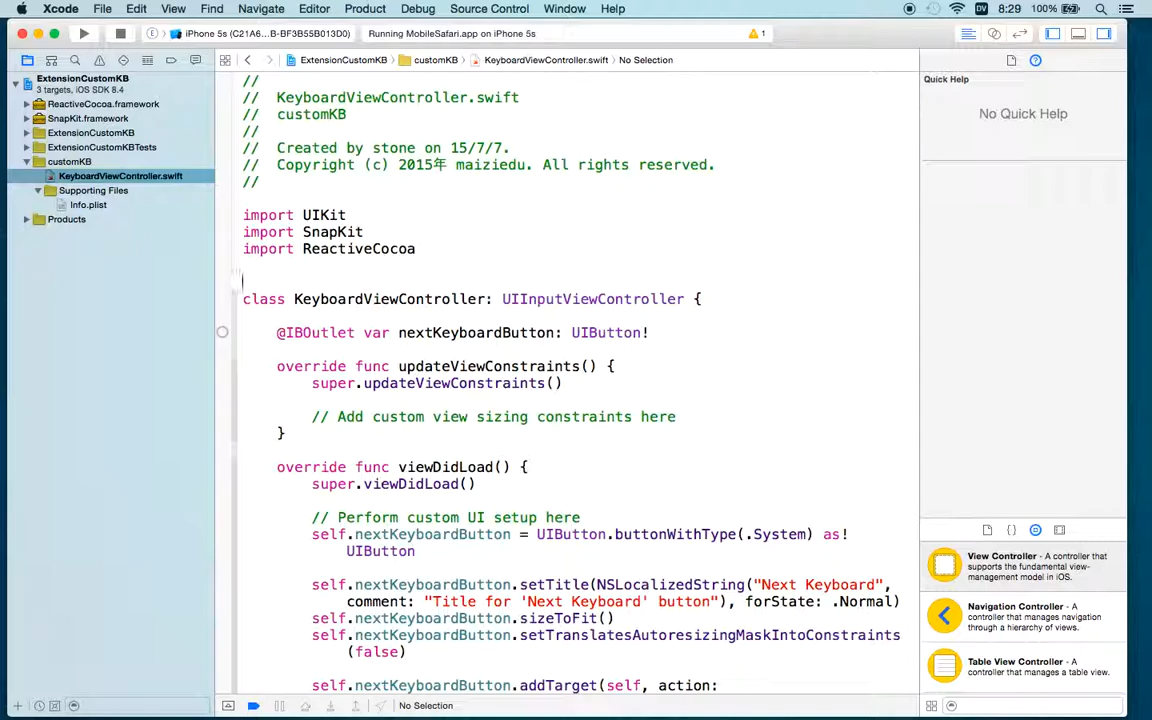 Xcode File Edit View Find Navigate Editor Product Debug Source Control Window Help DV 8:29 100%
iPhone 5s (C21A6...B-BF3B55B013D0) Running MobileSafari.app on iPhone 5s 1
ExtensionCustomKB customKB KeyboardViewController.swift No Selection
ExtensionCustomKB
3 targets, iOS SDK 8.4
ReactiveCocoa.framework
SnapKit.framework
ExtensionCustomKB
ExtensionCustomKBTests
customKB
KeyboardViewController.swift
Supporting Files
Info.plist
Products
//
// KeyboardViewController.swift
// customKB
//
// Created by stone on 15/7/7.
// Copyright (c) 2015年 maiziedu. All rights reserved.
//
import UIKit
import SnapKit
import ReactiveCocoa
class KeyboardViewController: UIInputViewController {
@IBOutlet var nextKeyboardButton: UIButton!
override func updateViewConstraints() {
super.updateViewConstraints()
// Add custom view sizing constraints here
}
override func viewDidLoad() {
super.viewDidLoad()
// Perform custom UI setup here
self.nextKeyboardButton = UIButton.buttonWithType(.System) as!
UIButton
self.nextKeyboardButton.setTitle(NSLocalizedString("Next Keyboard",
comment: "Title for 'Next Keyboard' button"), forState: .Normal)
self.nextKeyboardButton.sizeToFit()
self.nextKeyboardButton.setTranslatesAutoresizingMaskIntoConstraints
(false)
self.nextKeyboardButton.addTarget(self, action:
No Selection
Quick Help
No Quick Help
View Controller - A controller that
supports the fundamental view-
management model in iOS.
Navigation Controller - A
controller that manages navigation
through a hierarchy of views.
Table View Controller - A
controller that manages a table view.